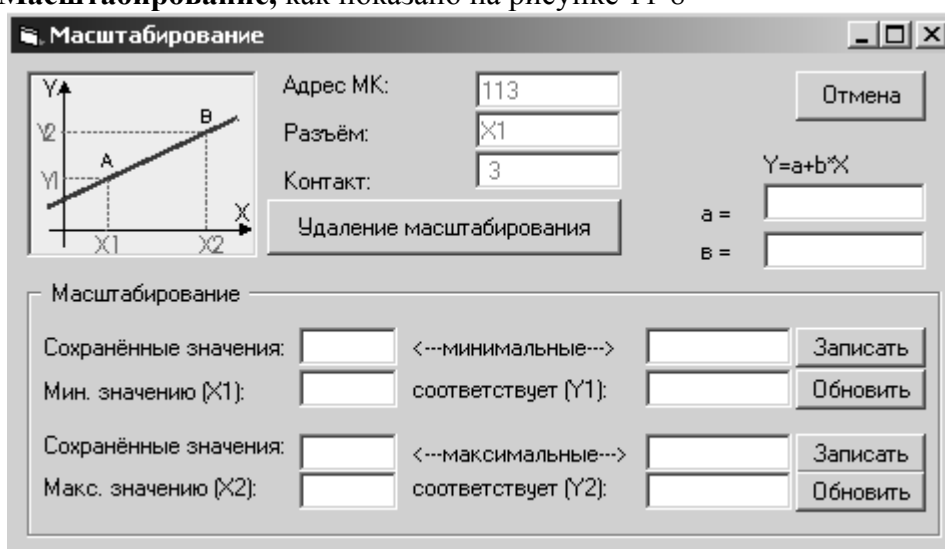 Масштабирование, как показано на рисунке 11-8
Масштабирование
Y
Y2
B
A
Y1
X
X1 X2
Адрес МК: 113
Разъём: X1
Контакт: 3
Удаление масштабирования
Отмена
Y=a+b*X
а =
в =
Масштабирование
Сохранённые значения: <---минимальные---> Записать
Мин. значению (X1): соответствует (Y1): Обновить
Сохранённые значения: <---максимальные---> Записать
Макс. значению (X2): соответствует (Y2): Обновить